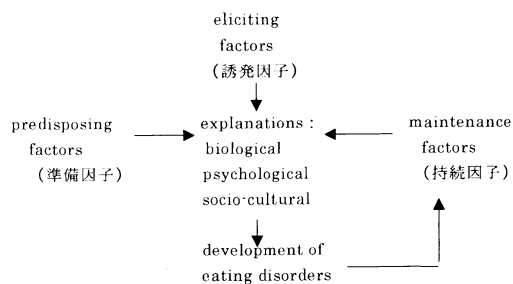 eliciting
factors
(誘発因子)
predisposing
factors
(準備因子)
explanations :
biological
psychological
socio-cultural
maintenance
factors
(持続因子)
development of
eating disorders